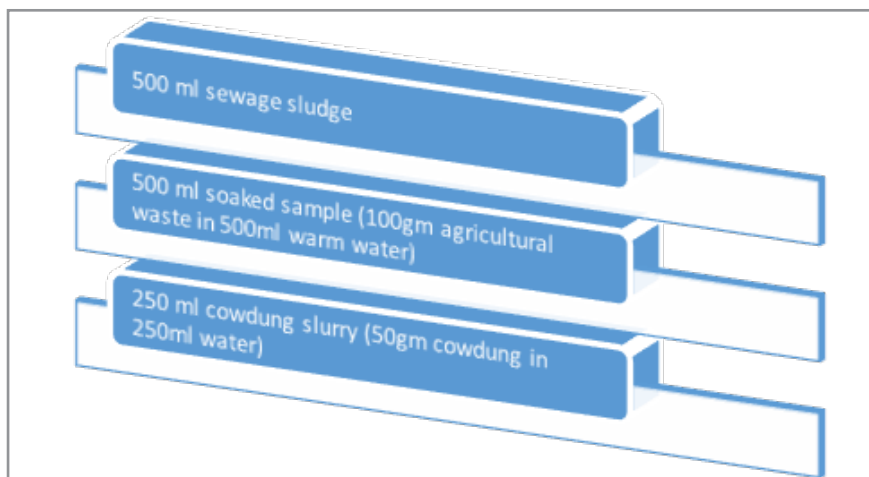 500 ml sewage sludge
500 ml soaked sample (100gm agricultural
waste in 500ml warm water)
250 ml cowdung slurry (50gm cowdung in
250ml water)